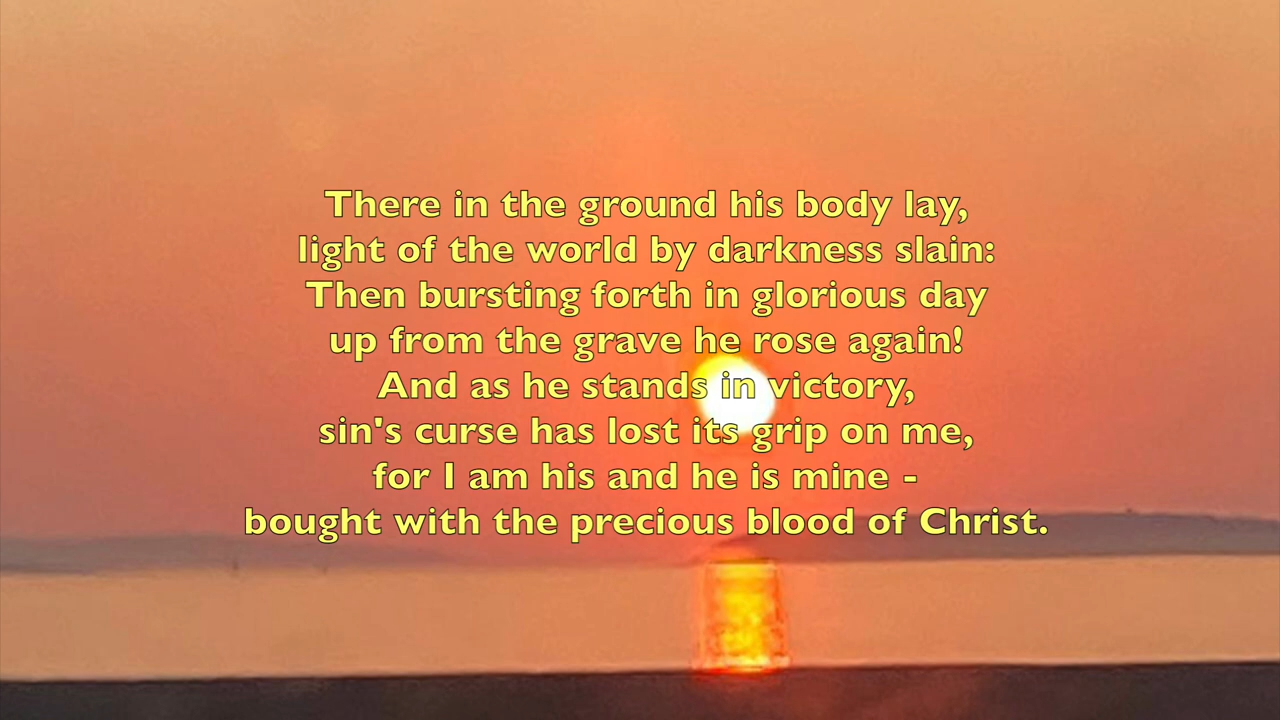 There in the ground his body lay,
light of the world by darkness slain:
Then bursting forth in glorious day
up from the grave he rose again!
And as he stands in victory,
sin's curse has lost its grip on me,
for I am his and he is mine -
bought with the precious blood of Christ.